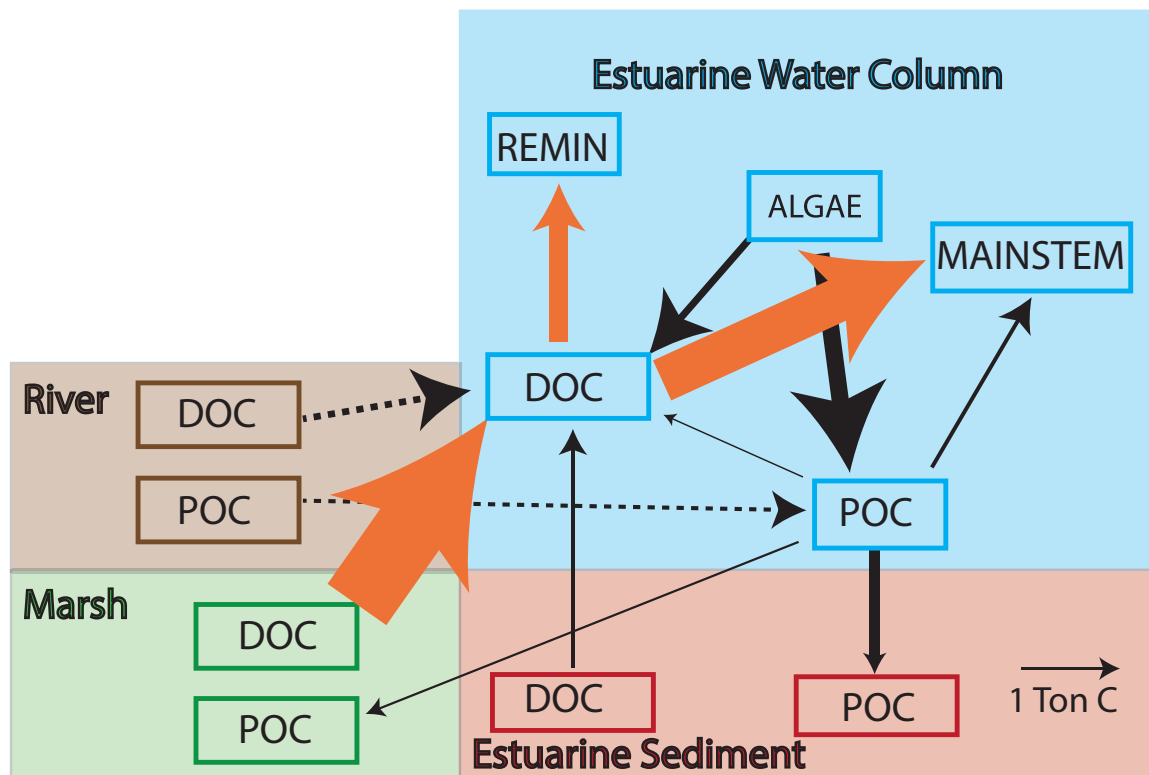 Estuarine Water Column
REMIN
ALGAE
MAINSTEM
River
DOC
DOC
POC
POC
Marsh
DOC
POC
DOC
POC
1 Ton C
Estuarine Sediment